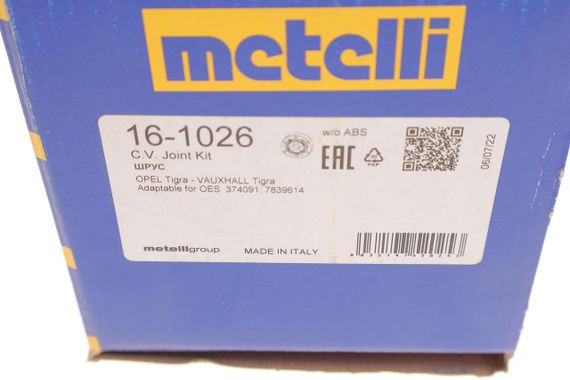 metelli
16-1026
w/o ABS
C.V. Joint Kit
ШРУС
EAC
PAP
06/07/22
OPEL Tigra - VAUXHALL Tigra
Adaptable for OES: 374091; 7839614
metelligroup
MADE IN ITALY